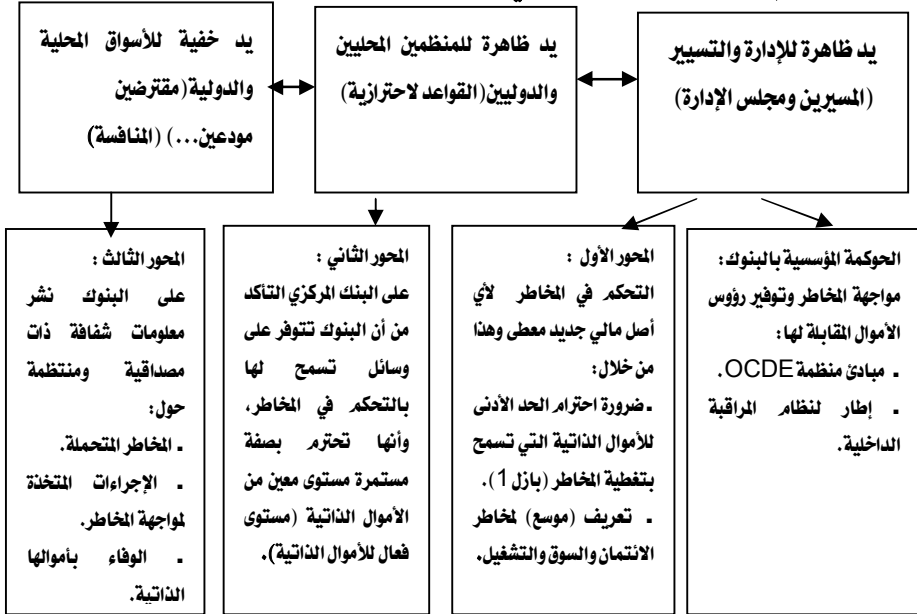 يد ظاهرة للإدارة والتسيير
(المسيرين ومجلس الإدارة)
يد ظاهرة للمنظمين المحليين
والدوليين(القواعد لاحترازية)
يد خفية للأسواق المحلية
والدولية(مقترضين
مودعين...) (المنافسة)
الحوكمة المؤسسية بالبنوك:
مواجهة المخاطر وتوفير رؤوس
الأموال المقابلة لها:
- مبادئ منظمة OCDE.
- إطار لنظام المراقبة
الداخلية.
المحور الأول :
التحكم في المخاطر لأي
أصل مالي جديد معطى وهذا
من خلال:
-ضرورة احترام الحد الأدنى
للأموال الذاتية التي تسمح
بتغطية المخاطر (بازل 1).
- تعريف (موسع) لمخاطر
الائتمان والسوق والتشغيل.
المحور الثاني :
على البنك المركزي التأكد
من أن البنوك تتوفر على
وسائل تسمح لها
بالتحكم في المخاطر،
وأنها تحترم بصفة
مستمرة مستوى معين من
الأموال الذاتية (مستوى
فعال للأموال الذاتية).
المحور الثالث :
على البنوك نشر
معلومات شفافة ذات
مصداقية ومنتظمة
حول:
- المخاطر المتحملة.
- الإجراءات المتخذة
لمواجهة المخاطر.
- الوفاء بأموالها
الذاتية.